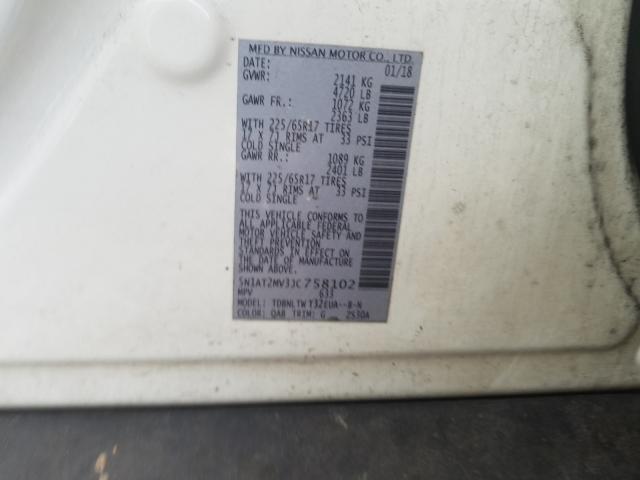 MFD BY NISSAN MOTOR CO., LTD.
DATE: 01/18
GVWR: 2141 KG
4720 LB
GAWR FR.: 1072 KG
2363 LB
WITH 225/65R17 TIRES
17 X 7J RIMS AT 33 PSI
COLD SINGLE
GAWR RR.: 1089 KG
2401 LB
WITH 225/65R17 TIRES
17 X 7J RIMS AT 33 PSI
COLD SINGLE
THIS VEHICLE CONFORMS TO
ALL APPLICABLE FEDERAL
MOTOR VEHICLE SAFETY AND
THEFT PREVENTION
STANDARDS IN EFFECT ON
THE DATE OF MANUFACTURE
SHOWN ABOVE.
5N1AT2MV3JC758102
MPV 633
MODEL: TDBNLTWT32EUA--B-N
COLOR: QAB TRIM: G 2530A